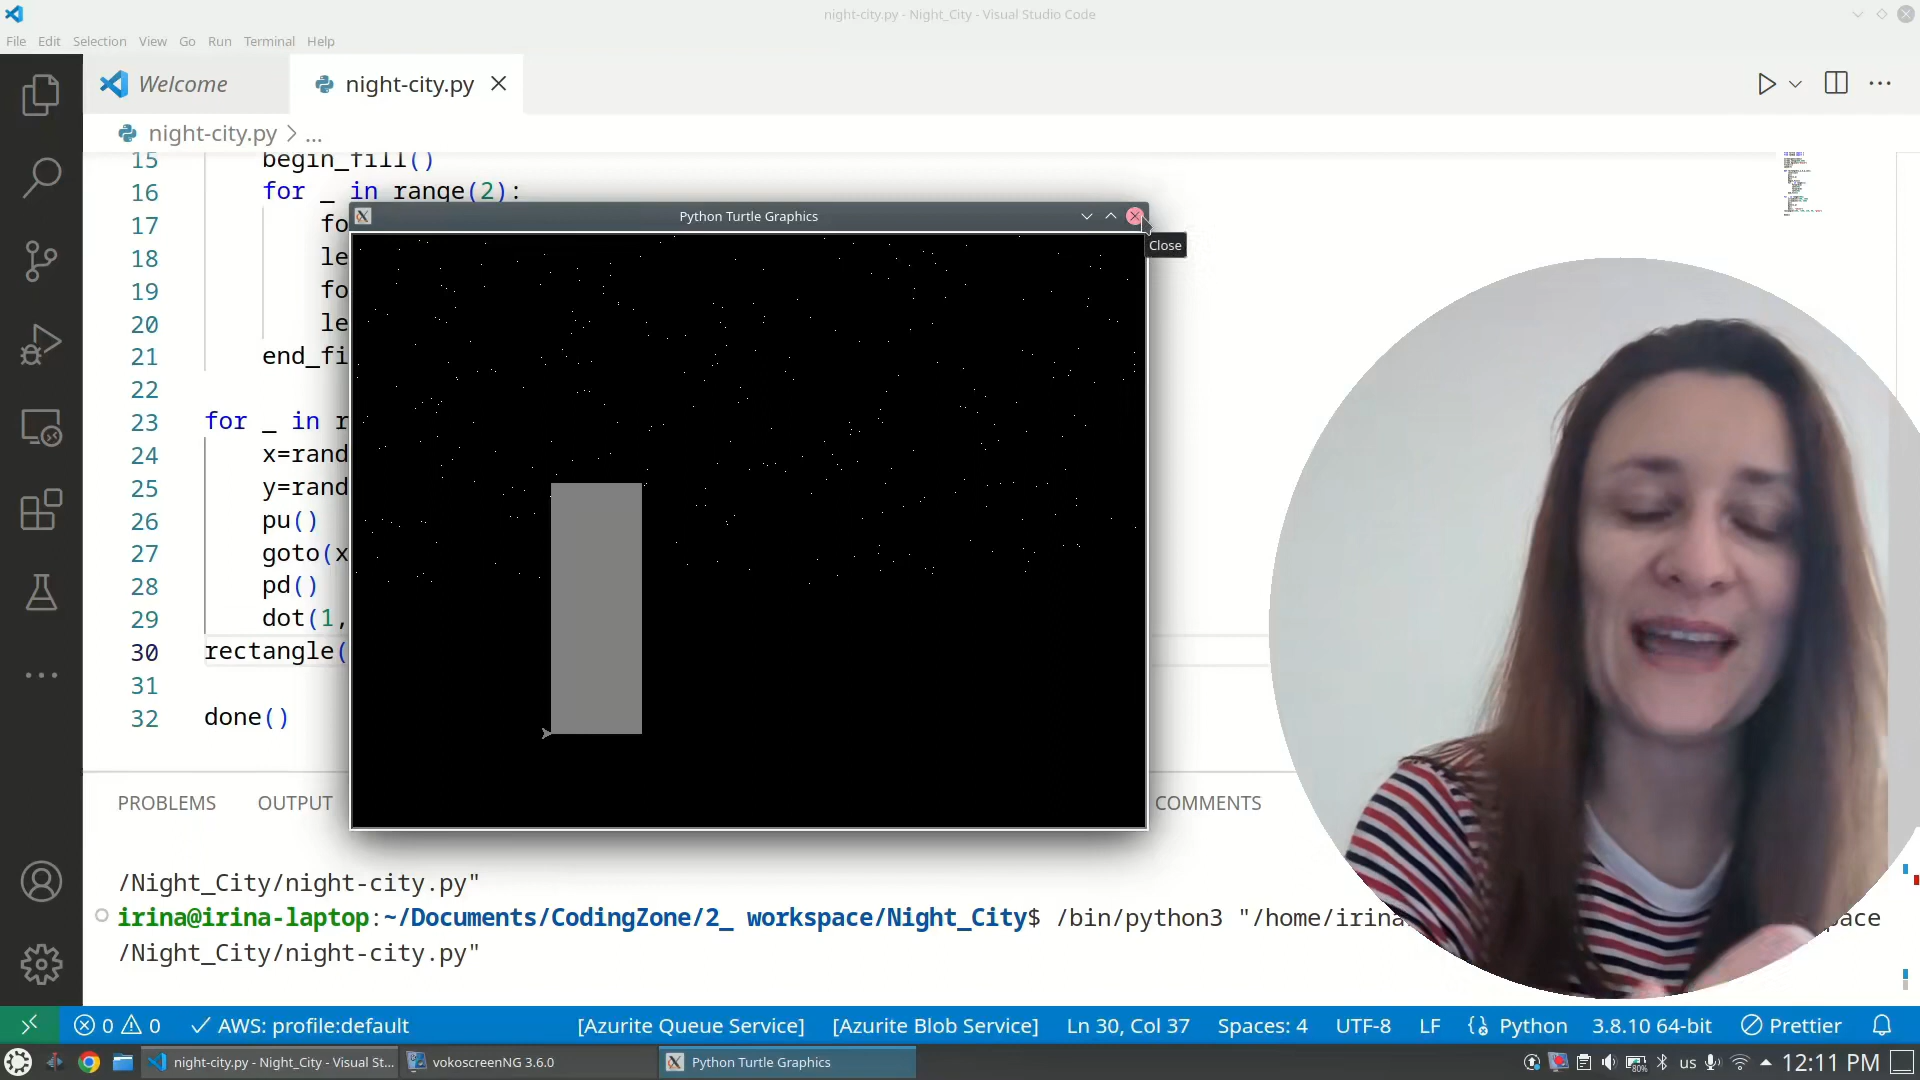 night-city.py - Night_City - Visual Studio Code
File Edit Selection View Go Run Terminal Help
Welcome
night-city.py
night-city.py > ...
15 begin_fill()
16 for _ in range(2):
17 fo
18 le
19 fo
20 le
21 end_fi
22
23 for _ in r
24 x=rand
25 y=rand
26 pu()
27 goto(x
28 pd()
29 dot(1,
30 rectangle(
31
32 done()
Python Turtle Graphics
Close
PROBLEMS OUTPUT COMMENTS
/Night_City/night-city.py"
irina@irina-laptop:~/Documents/CodingZone/2_ workspace/Night_City$ /bin/python3 "/home/irina
/Night_City/night-city.py"
0 0 AWS: profile:default [Azurite Queue Service] [Azurite Blob Service] Ln 30, Col 37 Spaces: 4 UTF-8 LF Python 3.8.10 64-bit Prettier
night-city.py - Night_City - Visual St... vokoscreenNG 3.6.0 Python Turtle Graphics 80% us 12:11 PM